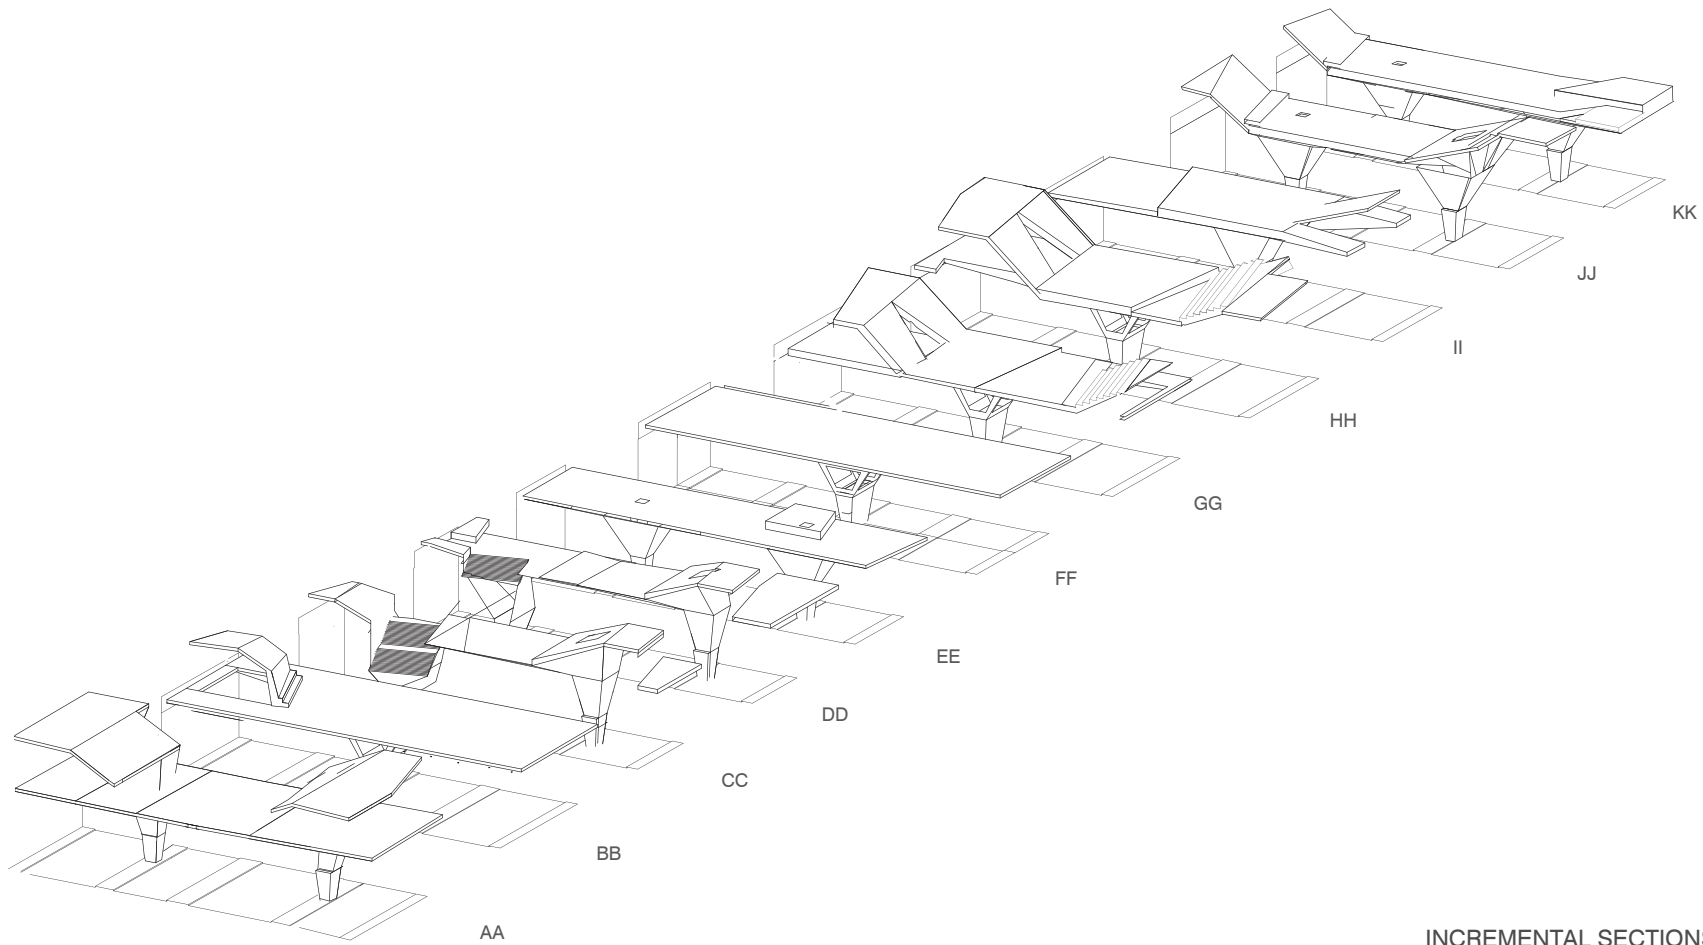 KK
JJ
II
HH
GG
FF
EE
DD
CC
BB
AA
INCREMENTAL SECTIONS